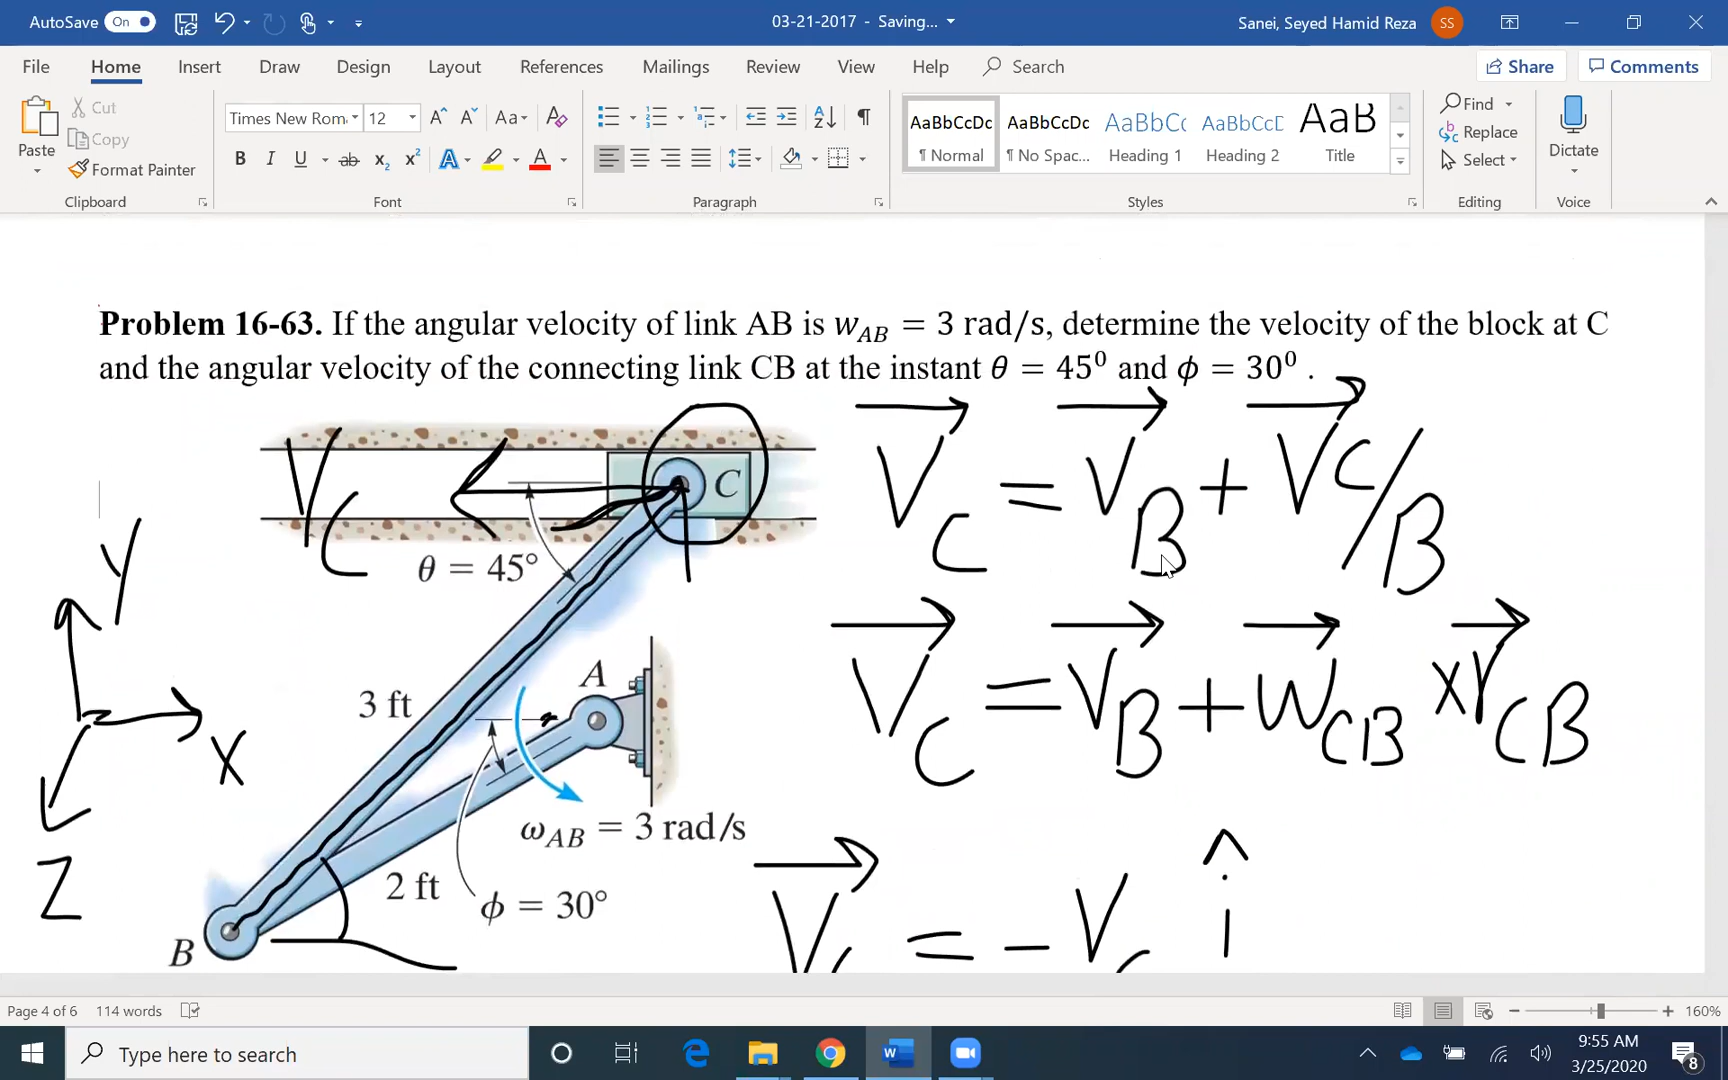 AutoSave On 03-21-2017 - Saving... Sanei, Seyed Hamid Reza SS
File Home Insert Draw Design Layout References Mailings Review View Help Search Share Comments
Paste Cut Copy Format Painter
Times New Rom 12
AaBbCcDc AaBbCcDc AaBbCc AaBbCcD AaB
¶ Normal ¶ No Spac... Heading 1 Heading 2 Title
Find Replace Select
Dictate
Clipboard Font Paragraph Styles Editing Voice
Problem 16-63. If the angular velocity of link AB is w_AB = 3 rad/s, determine the velocity of the block at C
and the angular velocity of the connecting link CB at the instant θ = 45⁰ and ϕ = 30⁰ .
V_C
C
θ = 45°
Y
X
Z
3 ft
A
ω_AB = 3 rad/s
2 ft
ϕ = 30°
B
V_C = V_B + V_C/B
V_C = V_B + W_CB × r_CB
V_C = - V_C î
Page 4 of 6 114 words 160%
Type here to search
9:55 AM
3/25/2020
8